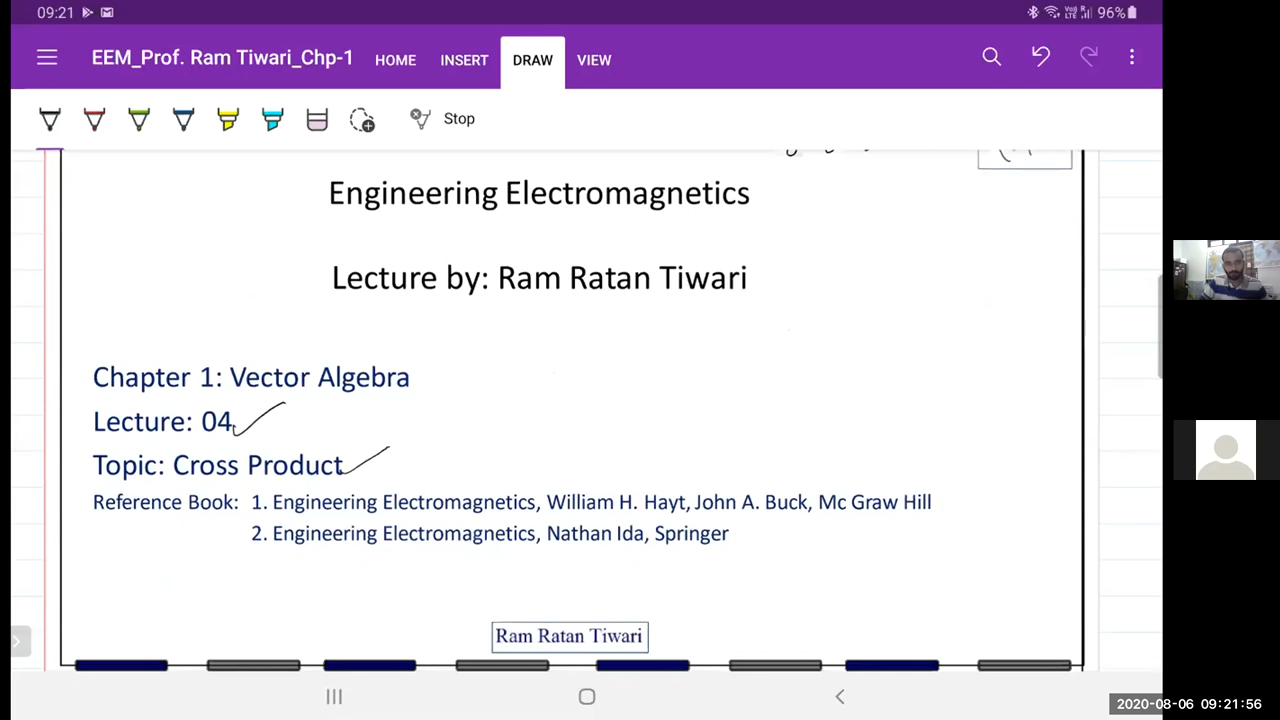 09:21
96%
EEM_Prof. Ram Tiwari_Chp-1
HOME
INSERT
DRAW
VIEW
Stop
Engineering Electromagnetics
Lecture by: Ram Ratan Tiwari
Chapter 1: Vector Algebra
Lecture: 04
Topic: Cross Product
Reference Book: 1. Engineering Electromagnetics, William H. Hayt, John A. Buck, Mc Graw Hill
2. Engineering Electromagnetics, Nathan Ida, Springer
Ram Ratan Tiwari
2020-08-06 09:21:56